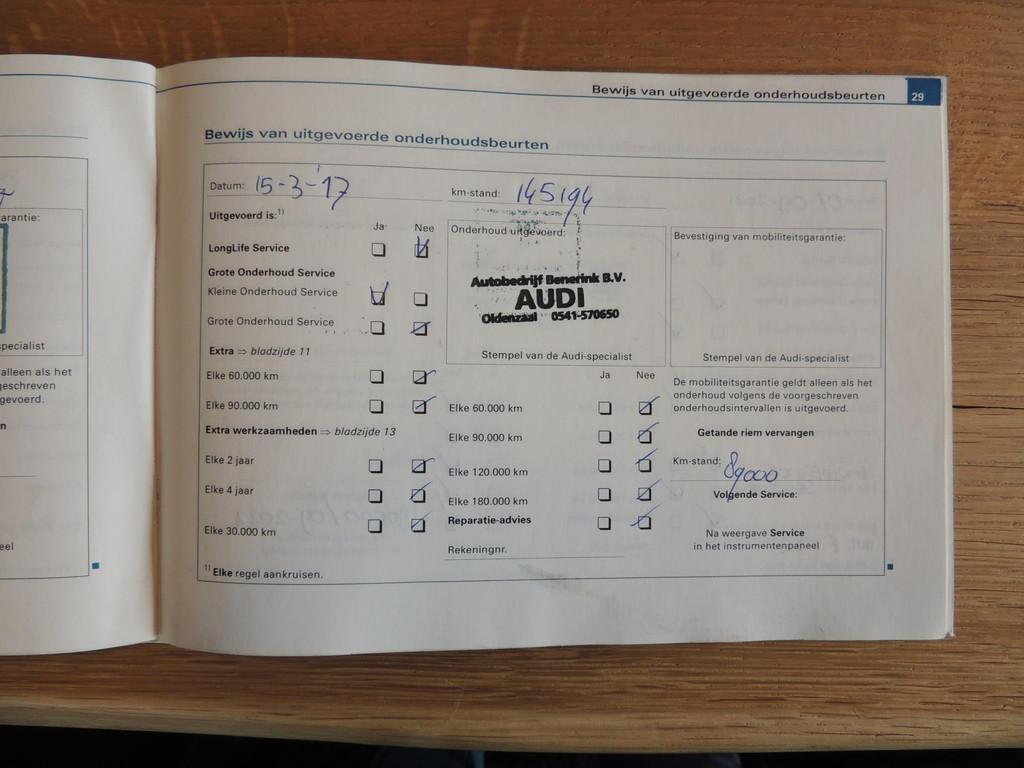 arantie:
pecialist
alleen als het
geschreven
gevoerd.
n
eel
Bewijs van uitgevoerde onderhoudsbeurten 29
Bewijs van uitgevoerde onderhoudsbeurten
Datum: 15-3-'17 km-stand: 145194
Uitgevoerd is:1)
Ja Nee
LongLife Service
Grote Onderhoud Service
Kleine Onderhoud Service
Grote Onderhoud Service
Extra ⇒ bladzijde 11
Elke 60.000 km
Elke 90.000 km
Extra werkzaamheden ⇒ bladzijde 13
Elke 2 jaar
Elke 4 jaar
Elke 30.000 km
1) Elke regel aankruisen.
Onderhoud uitgevoerd:
Autobedrijf Benerink B.V.
AUDI
Oldenzaal 0541-570650
Stempel van de Audi-specialist
Ja Nee
Elke 60.000 km
Elke 90.000 km
Elke 120.000 km
Elke 180.000 km
Reparatie-advies
Rekeningnr.
Bevestiging van mobiliteitsgarantie:
Stempel van de Audi-specialist
De mobiliteitsgarantie geldt alleen als het
onderhoud volgens de voorgeschreven
onderhoudsintervallen is uitgevoerd.
Getande riem vervangen
Km-stand: 89000
Volgende Service:
Na weergave Service
in het instrumentenpaneel